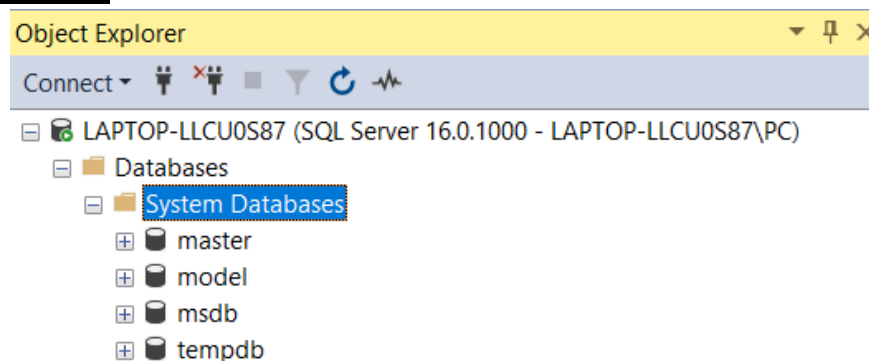 Object Explorer
Connect
LAPTOP-LLCU0S87 (SQL Server 16.0.1000 - LAPTOP-LLCU0S87\PC)
Databases
System Databases
master
model
msdb
tempdb